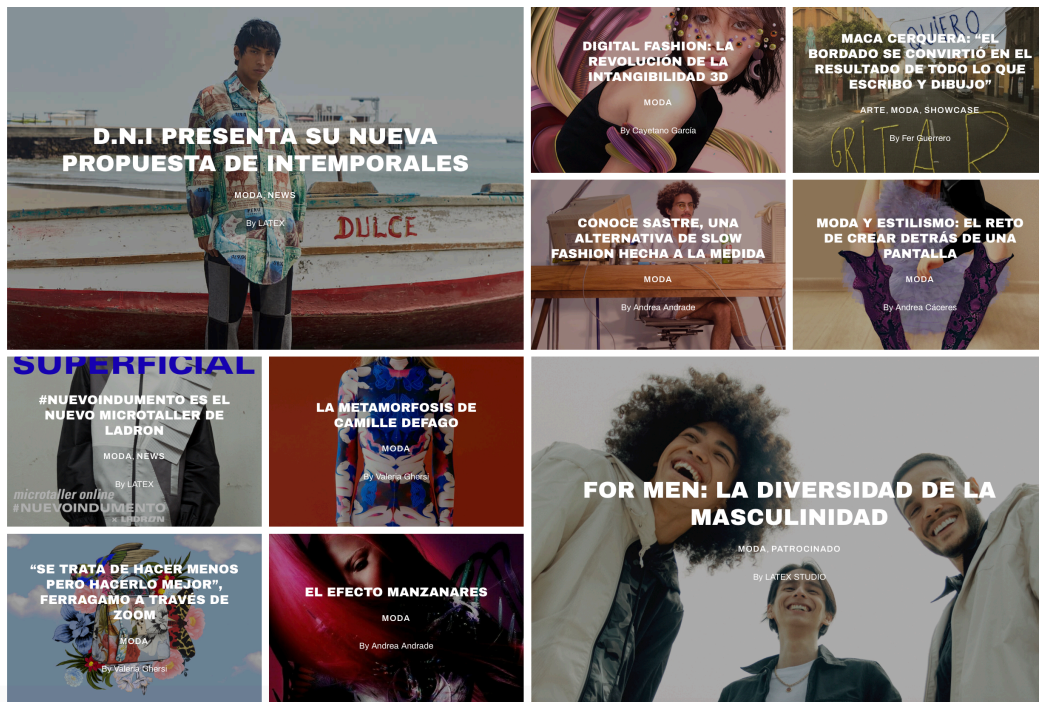 D.N.I PRESENTA SU NUEVA
PROPUESTA DE INTEMPORALES
MODA, NEWS
By LATEX
DULCE
DIGITAL FASHION: LA
REVOLUCIÓN DE LA
INTANGIBILIDAD 3D
MODA
By Cayetano García
QUIERO
MACA CERQUERA: “EL
BORDADO SE CONVIRTIÓ EN EL
RESULTADO DE TODO LO QUE
ESCRIBO Y DIBUJO”
ARTE, MODA, SHOWCASE
By Fer Guerrero
GRITAR
CONOCE SASTRE, UNA
ALTERNATIVA DE SLOW
FASHION HECHA A LA MEDIDA
MODA
By Andrea Andrade
MODA Y ESTILISMO: EL RETO
DE CREAR DETRÁS DE UNA
PANTALLA
MODA
By Andrea Cáceres
SUPERFICIAL
#NUEVOINDUMENTO ES EL
NUEVO MICROTALLER DE
LADRON
MODA, NEWS
By LATEX
microtaller online
#NUEVOINDUMENTO
x LADRÓN
LA METAMORFOSIS DE
CAMILLE DEFAGO
MODA
By Valeria Ghersi
FOR MEN: LA DIVERSIDAD DE LA
MASCULINIDAD
MODA, PATROCINADO
By LATEX STUDIO
“SE TRATA DE HACER MENOS
PERO HACERLO MEJOR”,
FERRAGAMO A TRAVÉS DE
ZOOM
MODA
By Valeria Ghersi
EL EFECTO MANZANARES
MODA
By Andrea Andrade